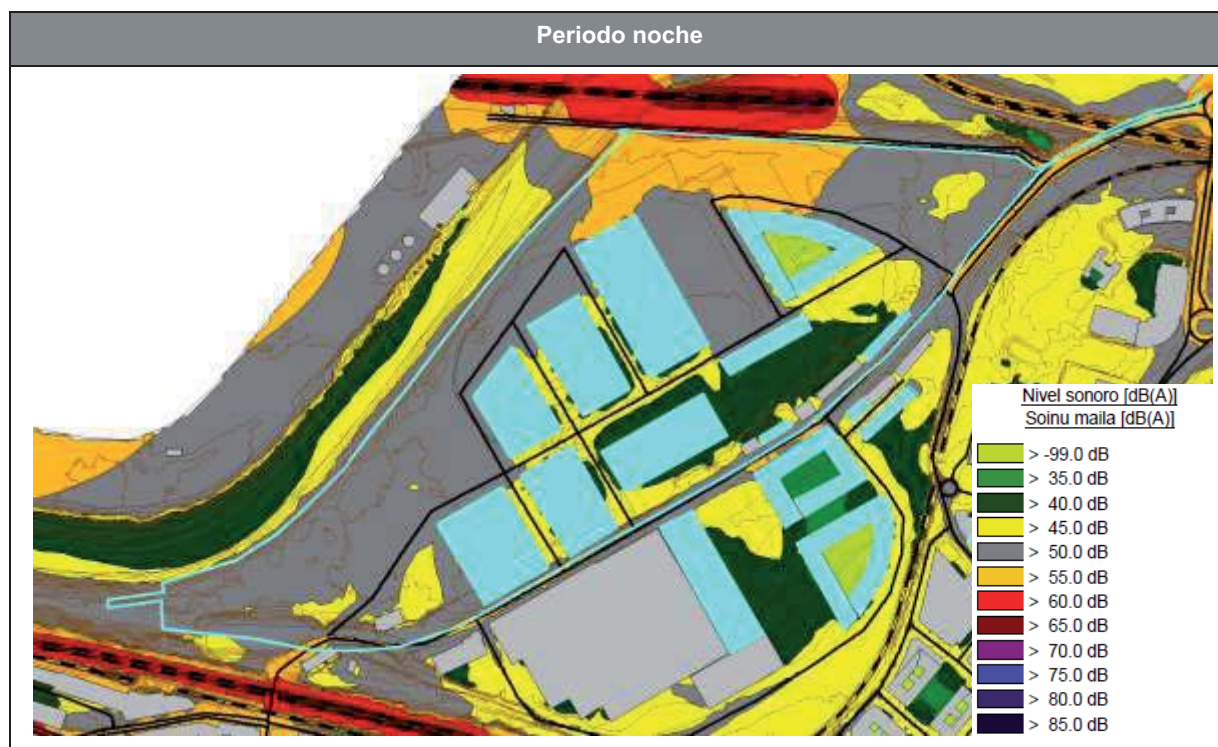 Periodo noche
Nivel sonoro [dB(A)]
Soinu maila [dB(A)]
> -99.0 dB
> 35.0 dB
> 40.0 dB
> 45.0 dB
> 50.0 dB
> 55.0 dB
> 60.0 dB
> 65.0 dB
> 70.0 dB
> 75.0 dB
> 80.0 dB
> 85.0 dB